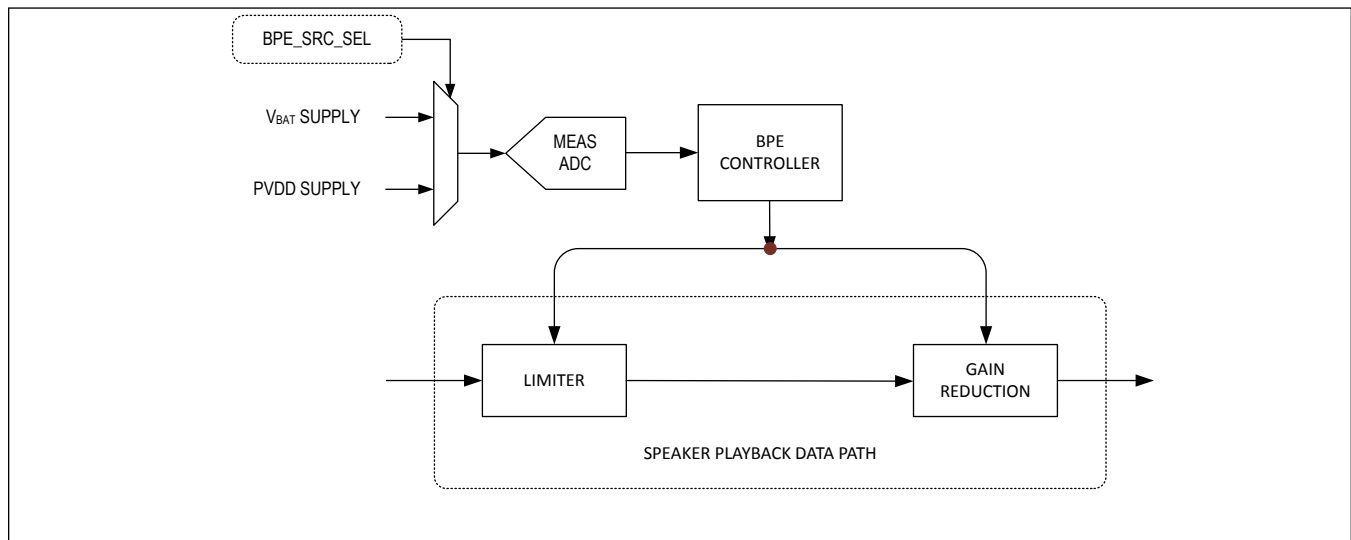 BPE_SRC_SEL
VBAT SUPPLY
PVDD SUPPLY
MEAS
ADC
BPE
CONTROLLER
LIMITER
GAIN
REDUCTION
SPEAKER PLAYBACK DATA PATH